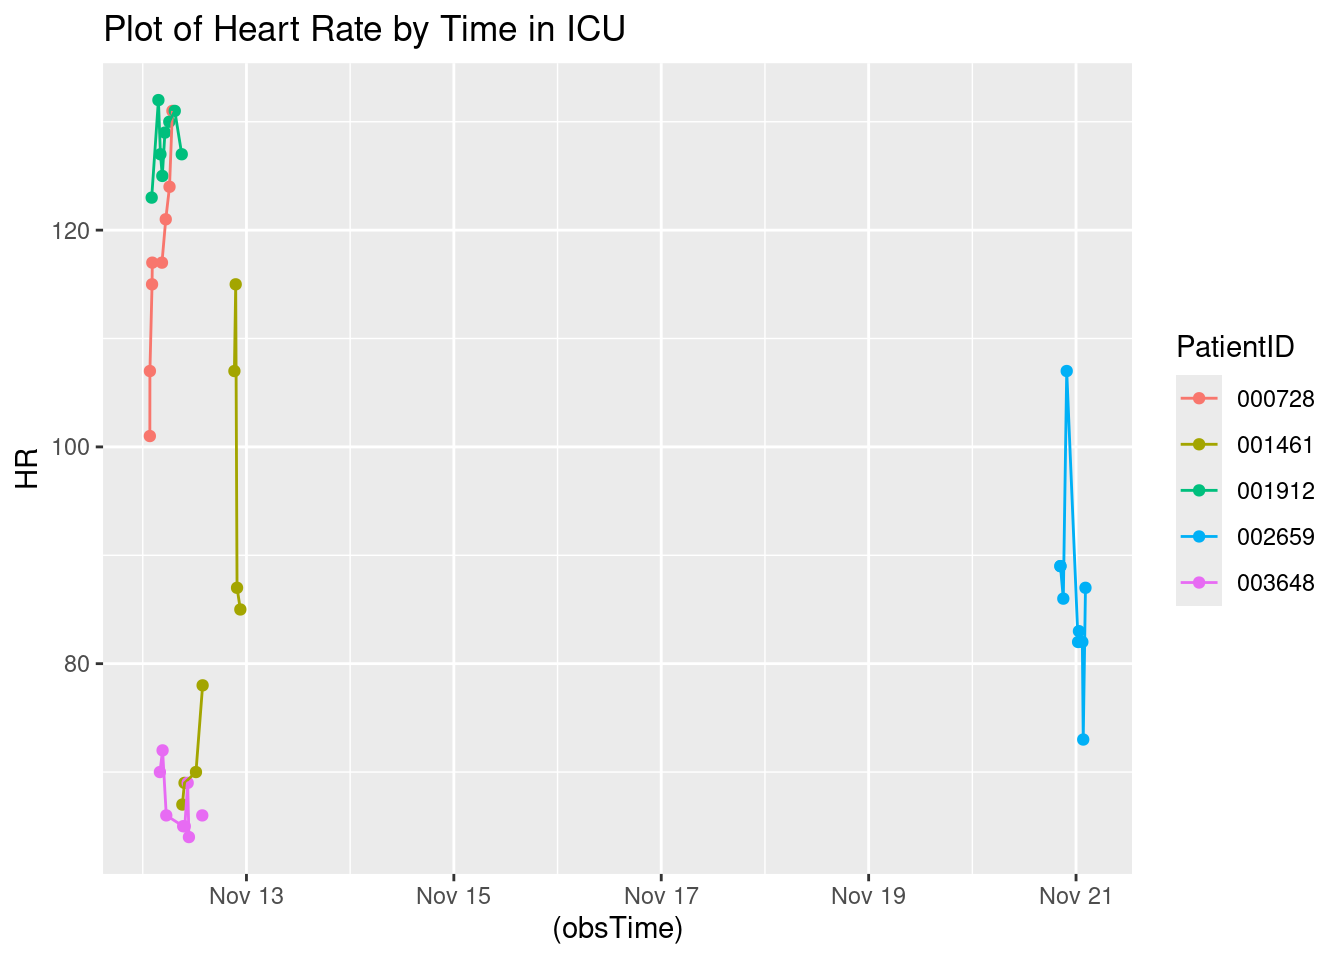 Plot of Heart Rate by Time in ICU
120
100
80
HR
Nov 13 Nov 15 Nov 17 Nov 19 Nov 21
(obsTime)
PatientID
000728
001461
001912
002659
003648